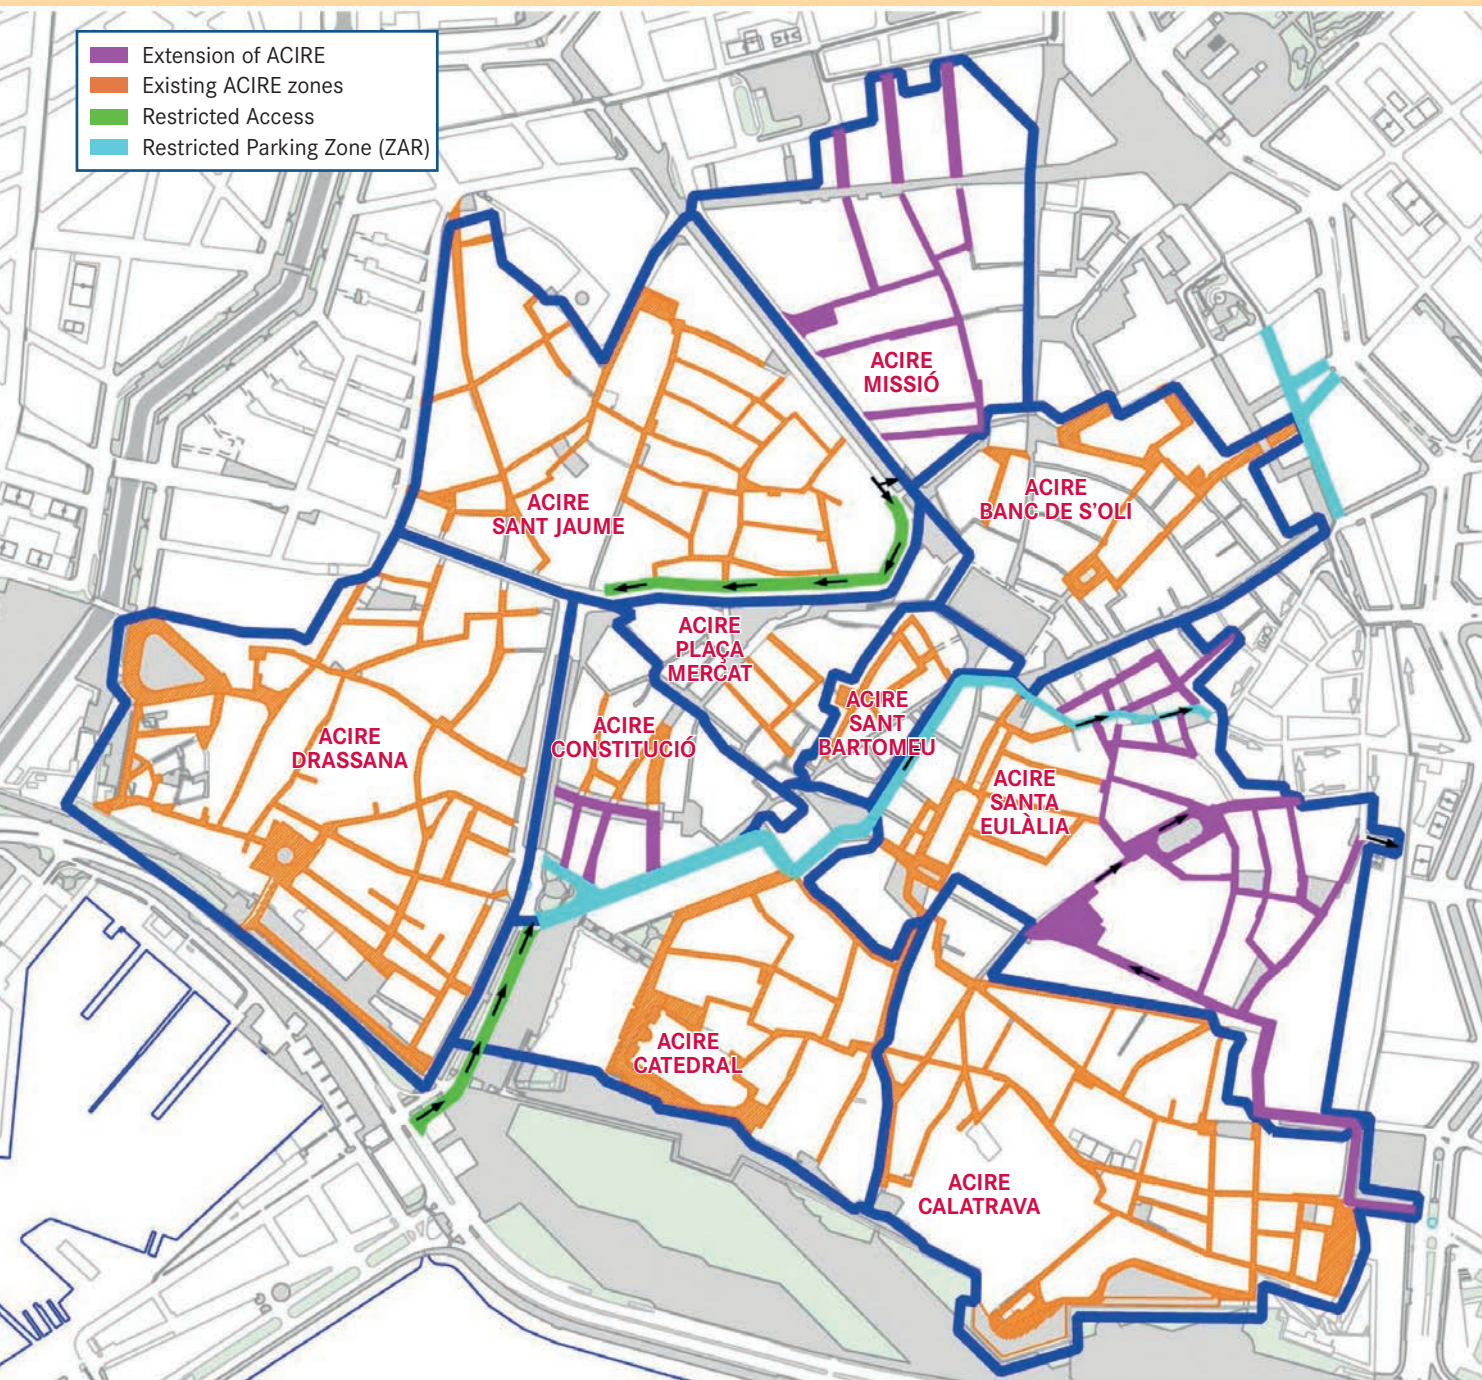 Extension of ACIRE
Existing ACIRE zones
Restricted Access
Restricted Parking Zone (ZAR)
ACIRE
MISSIÓ
ACIRE
SANT JAUME
ACIRE
BANC DE S'OLI
ACIRE
PLAÇA
MERCAT
ACIRE
SANT
BARTOMEU
ACIRE
CONSTITUCIÓ
ACIRE
DRASSANA
ACIRE
SANTA
EULÀLIA
ACIRE
CATEDRAL
ACIRE
CALATRAVA